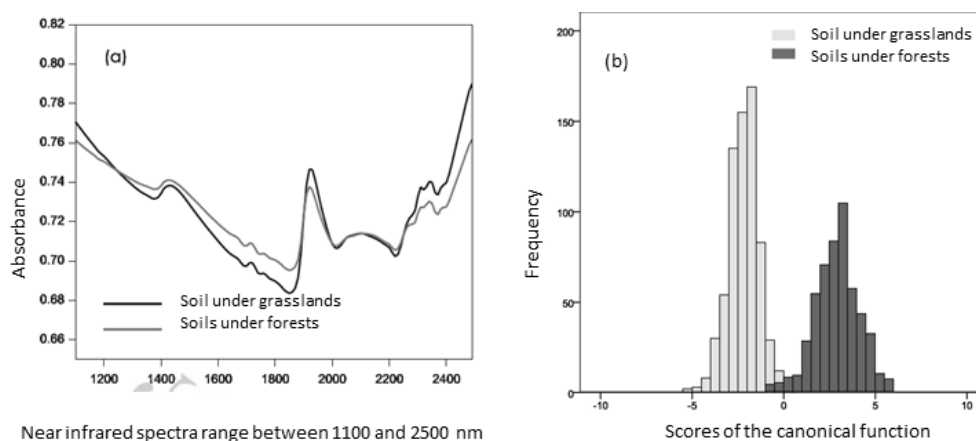 (a)
0.82
0.80
0.78
0.76
0.74
0.72
0.70
0.68
0.66
Absorbance
Soil under grasslands
Soils under forests
1200 1400 1600 1800 2000 2200 2400
Near infrared spectra range between 1100 and 2500 nm
(b)
Soil under grasslands
Soils under forests
200
150
100
50
0
Frequency
-10 -5 0 5 10
Scores of the canonical function